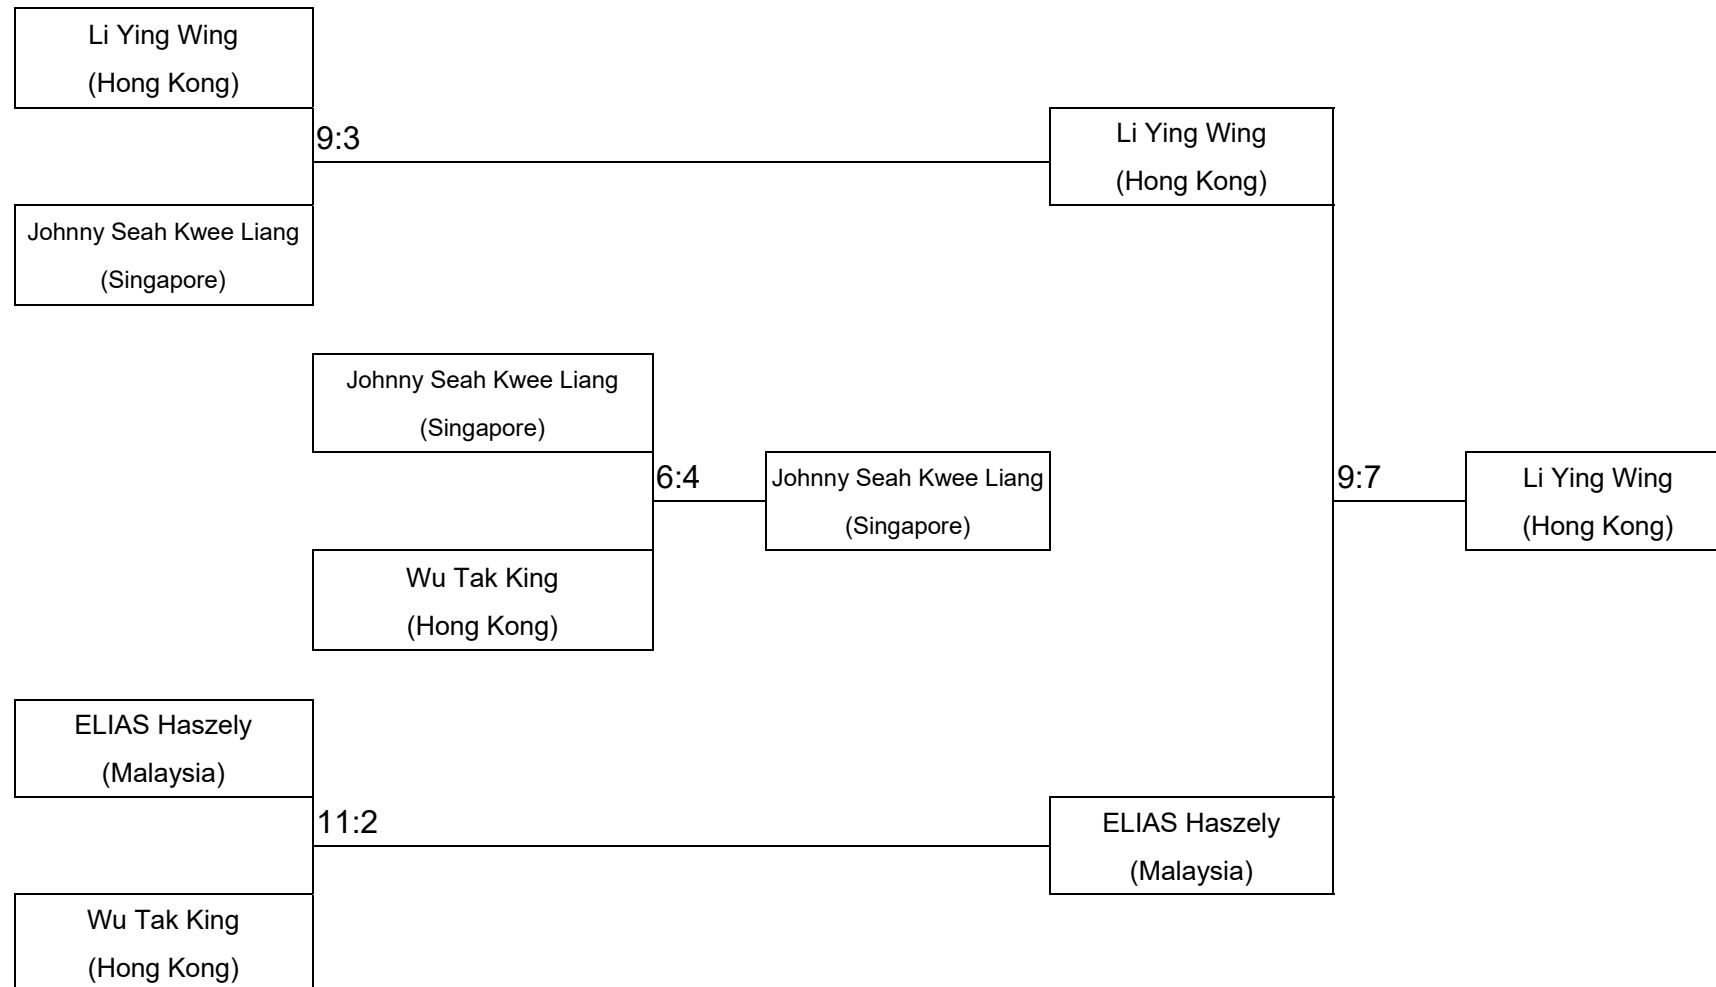 Li Ying Wing
(Hong Kong)
9:3
Li Ying Wing
(Hong Kong)
Johnny Seah Kwee Liang
(Singapore)
Johnny Seah Kwee Liang
(Singapore)
6:4
Johnny Seah Kwee Liang
(Singapore)
9:7
Li Ying Wing
(Hong Kong)
Wu Tak King
(Hong Kong)
ELIAS Haszely
(Malaysia)
11:2
ELIAS Haszely
(Malaysia)
Wu Tak King
(Hong Kong)